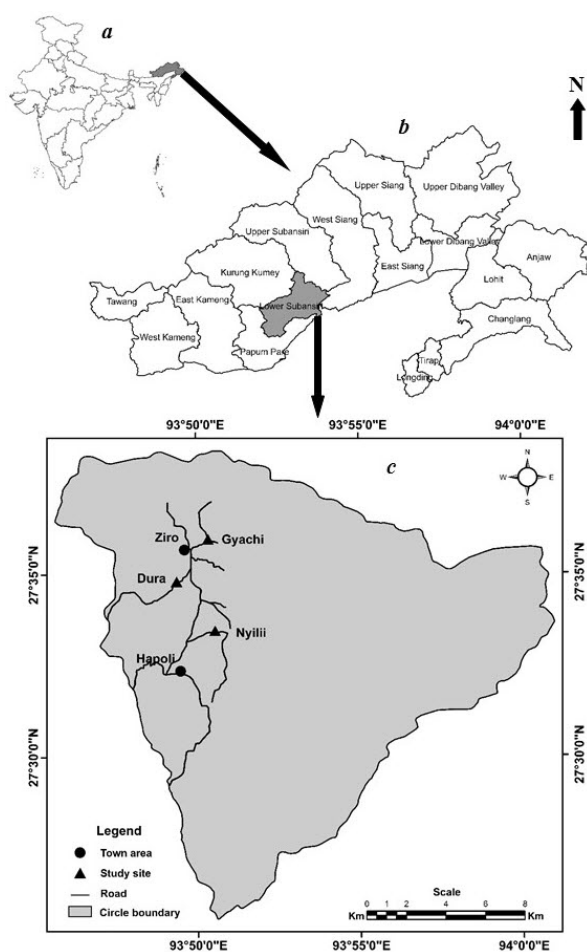 a
N
b
Upper Siang
Upper Dibang Valley
West Siang
Upper Subansin
Lower Dibang Valley
Anjaw
Kurung Kumey
East Siang
Lohit
Tawang
East Kameng
Lower Subansin
Changlang
West Kameng
Papum Pare
Tirap
Longding
93°50'0"E 93°55'0"E 94°0'0"E
c
N
W E
S
Ziro
Gyachi
27°35'0"N 27°35'0"N
Dura
Nyilii
Hapoli
27°30'0"N 27°30'0"N
Legend
Town area
Study site
Road
Circle boundary
Scale
0 1 2 4 6 8
Km Km
93°50'0"E 93°55'0"E 94°0'0"E